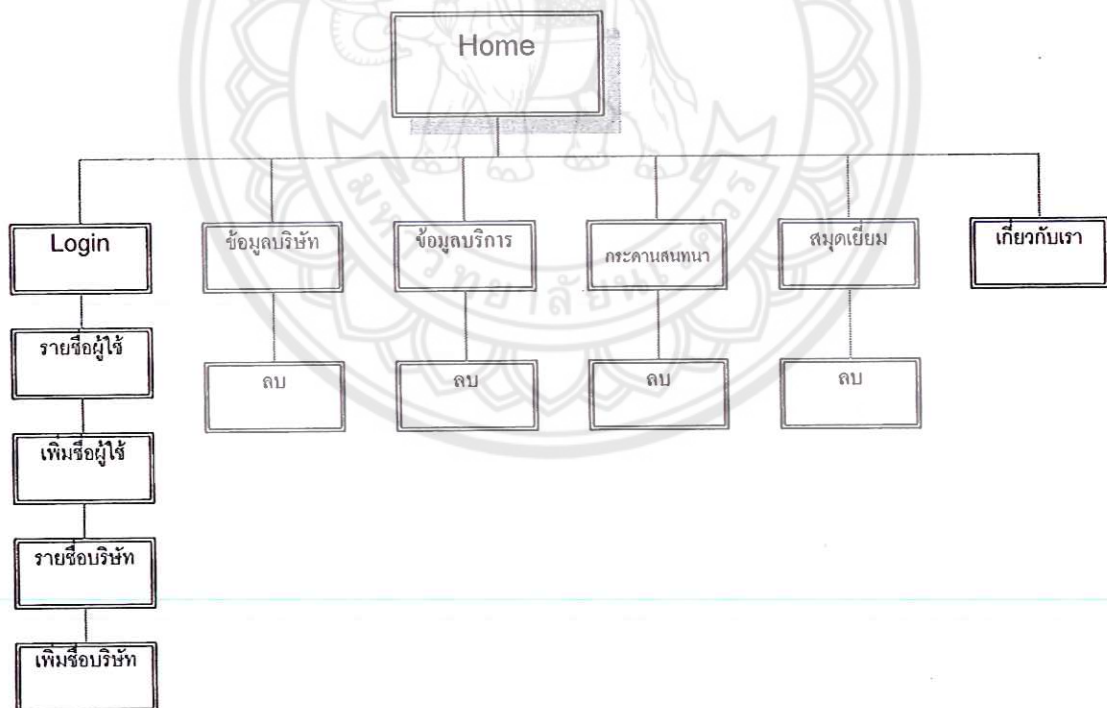 Home
Login
ข้อมูลบริษัท
ข้อมูลบริการ
กระดานสนทนา
สมุดเยี่ยม
เกี่ยวกับเรา
รายชื่อผู้ใช้
ลบ
ลบ
ลบ
ลบ
เพิ่มชื่อผู้ใช้
รายชื่อบริษัท
เพิ่มชื่อบริษัท